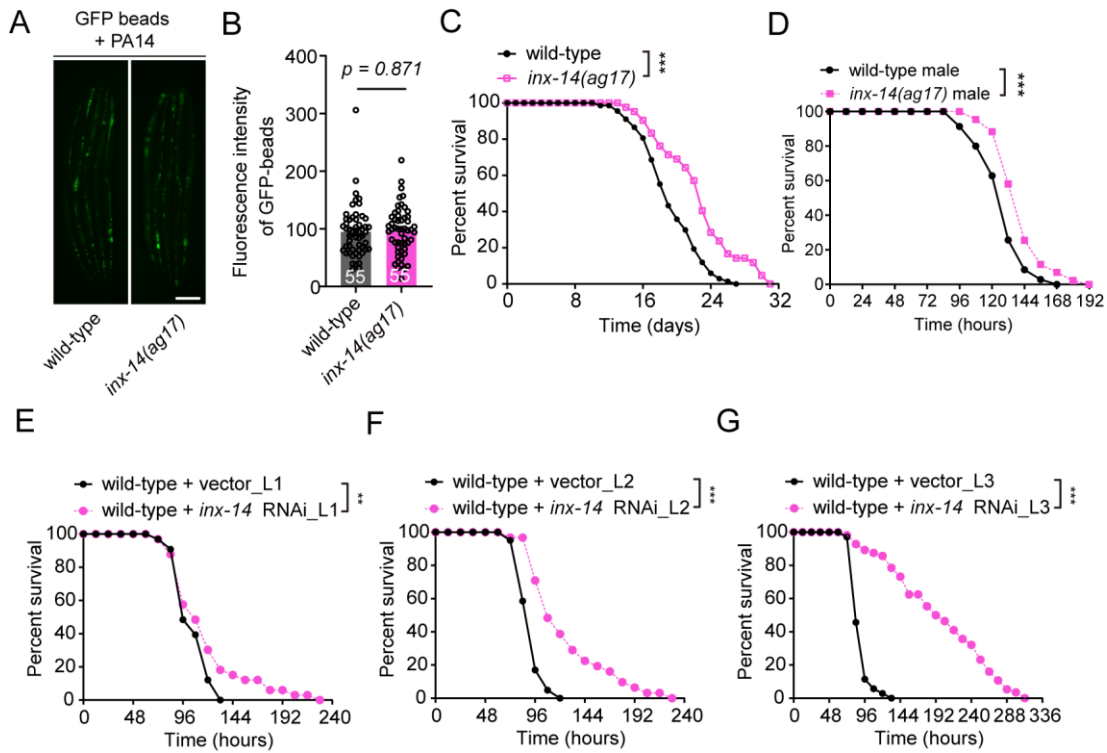 A
GFP beads
+ PA14
wild-type
inx-14(ag17)
B
p = 0.871
Fluorescence intensity
of GFP-beads
400
300
200
100
0
55
55
wild-type
inx-14(ag17)
C
wild-type
inx-14(ag17)
***
Percent survival
100
80
60
40
20
0
0 8 16 24 32
Time (days)
D
wild-type male
inx-14(ag17) male
***
Percent survival
100
80
60
40
20
0
0 24 48 72 96 120 144 168 192
Time (hours)
E
wild-type + vector_L1
wild-type + inx-14 RNAi_L1
**
Percent survival
100
80
60
40
20
0
0 48 96 144 192 240
Time (hours)
F
wild-type + vector_L2
wild-type + inx-14 RNAi_L2
***
Percent survival
100
80
60
40
20
0
0 48 96 144 192 240
Time (hours)
G
wild-type + vector_L3
wild-type + inx-14 RNAi_L3
***
Percent survival
100
80
60
40
20
0
0 48 96 144 192 240 288 336
Time (hours)